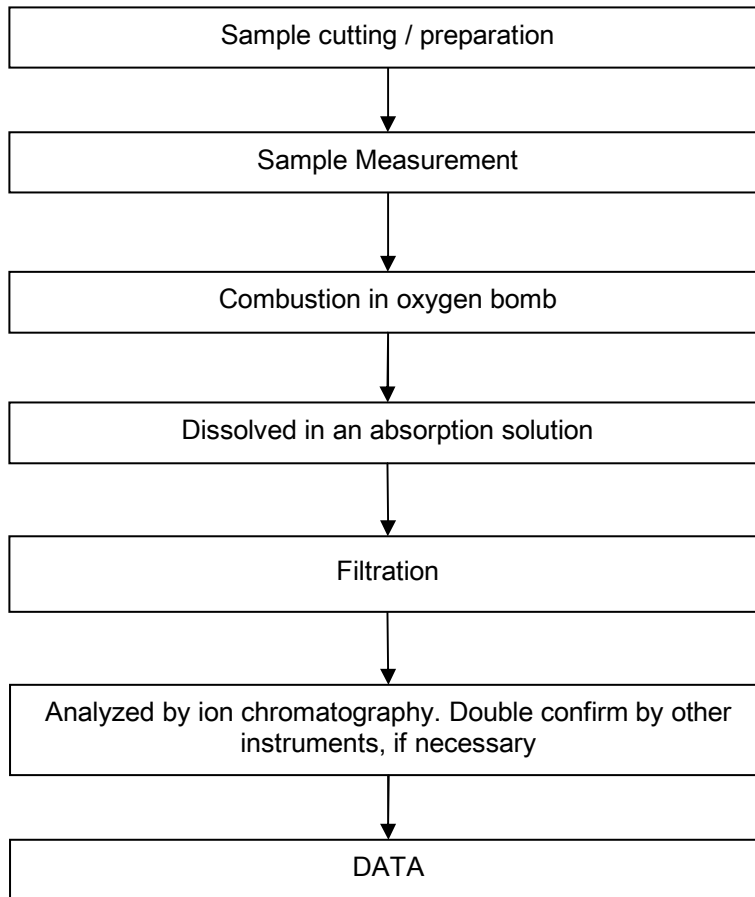 Sample cutting / preparation
Sample Measurement
Combustion in oxygen bomb
Dissolved in an absorption solution
Filtration
Analyzed by ion chromatography. Double confirm by other
instruments, if necessary
DATA